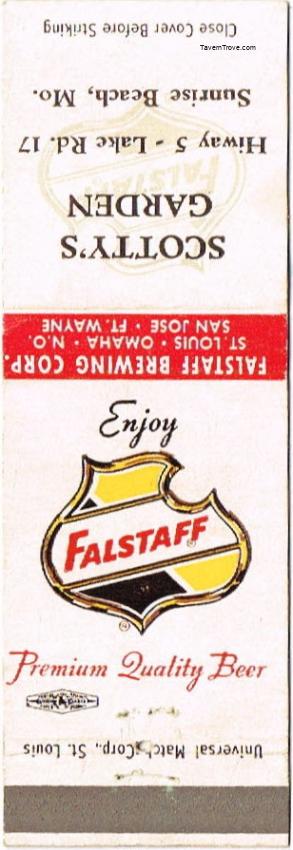 TavernTrove.com
Close Cover Before Striking
SCOTTY'S
GARDEN
Hiway 5 - Lake Rd. 17
Sunrise Beach, Mo.
FALSTAFF BREWING CORP.
ST. LOUIS • OMAHA • N.O.
SAN JOSE • FT. WAYNE
Enjoy
FALSTAFF
Premium Quality Beer
Universal Match Corp., St. Louis